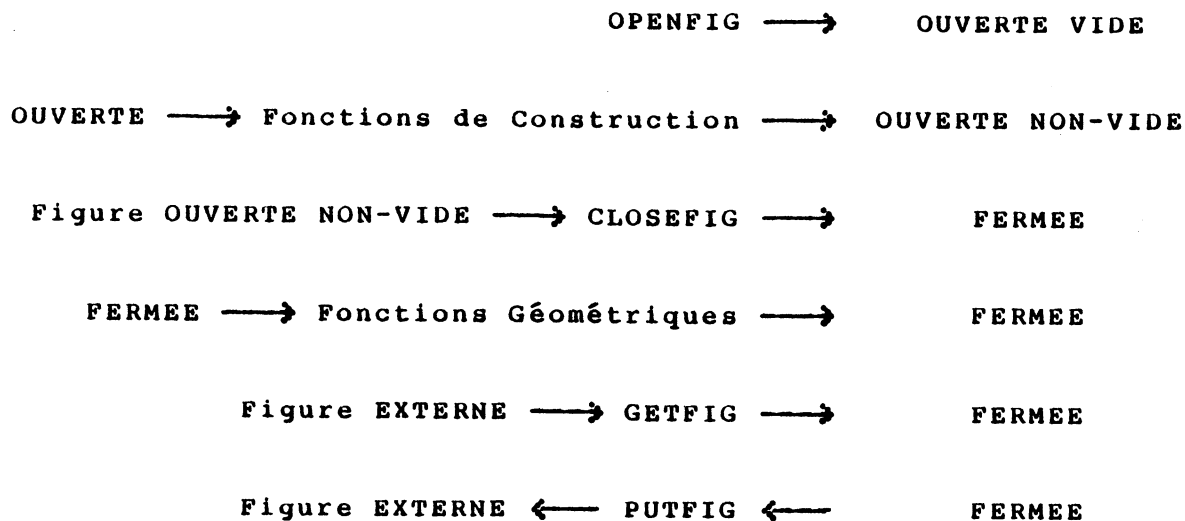 OPENFIG ⟶ OUVERTE VIDE
OUVERTE ⟶ Fonctions de Construction ⟶ OUVERTE NON-VIDE
Figure OUVERTE NON-VIDE ⟶ CLOSEFIG ⟶ FERMEE
FERMEE ⟶ Fonctions Géométriques ⟶ FERMEE
Figure EXTERNE ⟶ GETFIG ⟶ FERMEE
Figure EXTERNE ⟵ PUTFIG ⟵ FERMEE